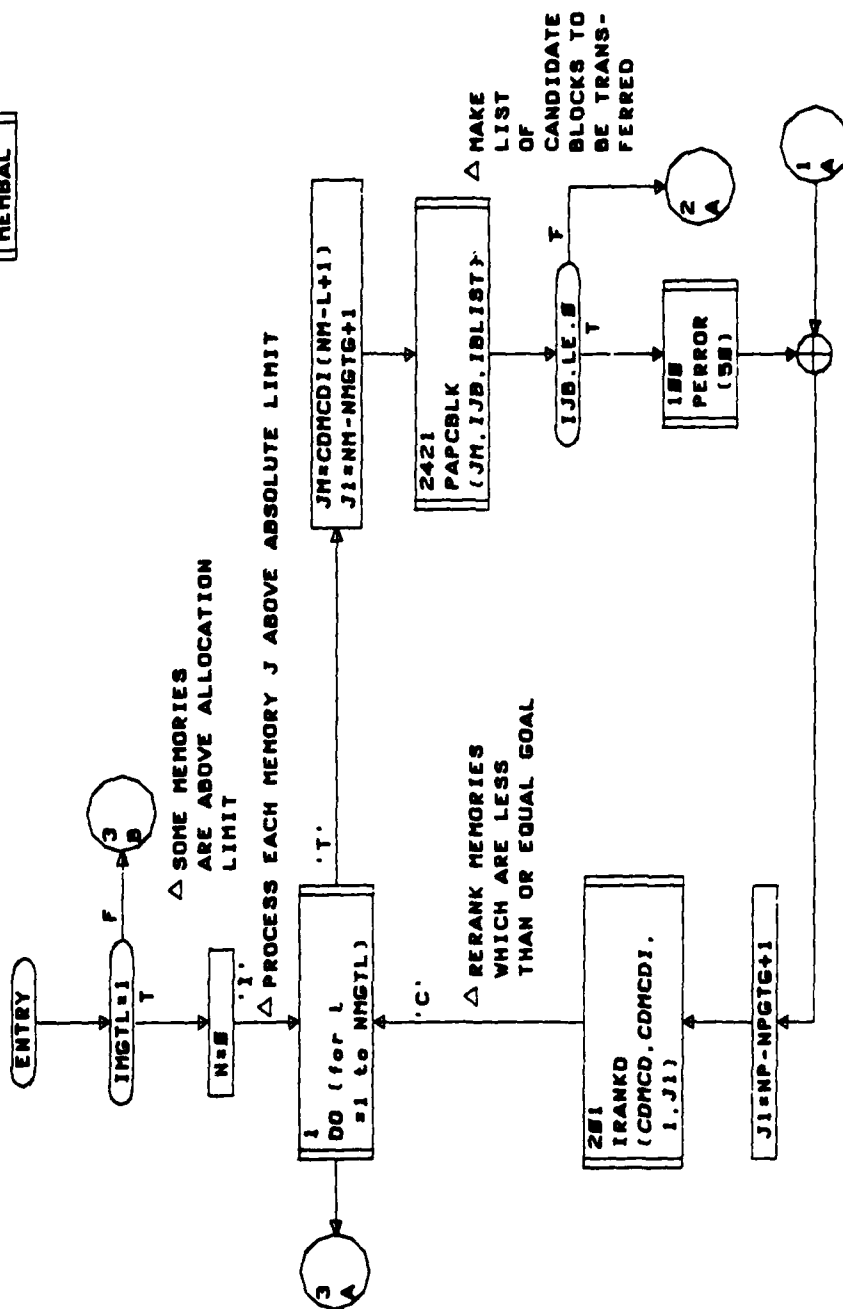 MEMBAL
ENTRY
IMGTL=1
F
3
B
T
△ SOME MEMORIES
ARE ABOVE ALLOCATION
LIMIT
N=0
'I'
△ PROCESS EACH MEMORY J ABOVE ABSOLUTE LIMIT
1
DO (for L
=1 to NMGTL)
3
A
'T'
JM=CDMCDI(NM-L+1)
J1=NM-NMGTG+1
2421
PAPCBLK
(JM,IJB,IBLIST)
△ MAKE
LIST
OF
CANDIDATE
BLOCKS TO
BE TRANS-
FERRED
IJB.LE.0
F
2
A
T
100
PERROR
(50)
1
A
'C'
△ RERANK MEMORIES
WHICH ARE LESS
THAN OR EQUAL GOAL
201
IRANKD
(CDMCD,CDMCDI,
1,J1)
J1=NP-NPGTG+1